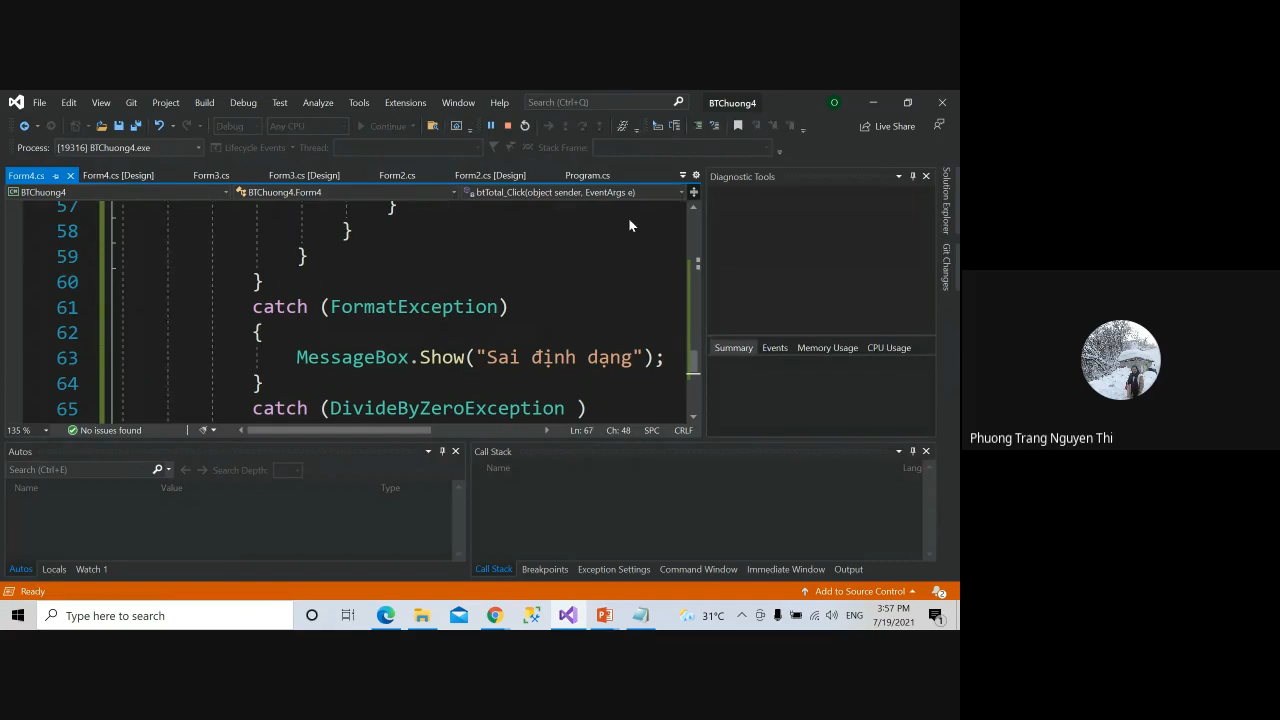 File Edit View Git Project Build Debug Test Analyze Tools Extensions Window Help Search (Ctrl+Q) BTChuong4 O
Debug Any CPU Continue Live Share
Process: [19316] BTChuong4.exe Lifecycle Events Thread: Stack Frame:
Form4.cs Form4.cs [Design] Form3.cs Form3.cs [Design] Form2.cs Form2.cs [Design] Program.cs
BTChuong4 BTChuong4.Form4 btTotal_Click(object sender, EventArgs e)
57 }
58 }
59 }
60 }
61 catch (FormatException)
62 {
63 MessageBox.Show("Sai định dạng");
64 }
65 catch (DivideByZeroException )
135 % No issues found Ln: 67 Ch: 48 SPC CRLF
Diagnostic Tools
Summary Events Memory Usage CPU Usage
Solution Explorer
Git Changes
Autos
Search (Ctrl+E) Search Depth:
Name Value Type
Autos Locals Watch 1
Call Stack
Name Lang
Call Stack Breakpoints Exception Settings Command Window Immediate Window Output
Ready Add to Source Control 2
Type here to search 31°C ENG 3:57 PM
7/19/2021 1
Phuong Trang Nguyen Thi